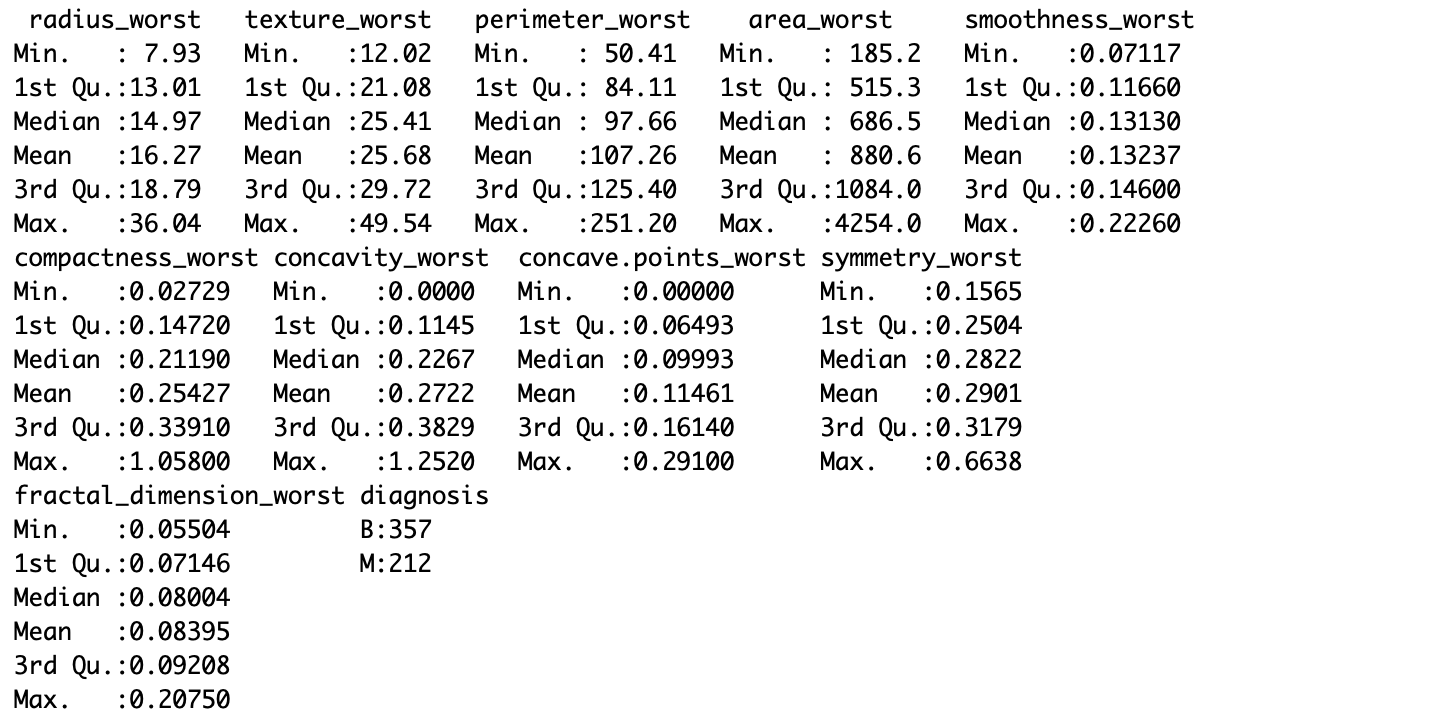 radius_worst   texture_worst   perimeter_worst    area_worst     smoothness_worst
Min.   : 7.93   Min.   :12.02   Min.   : 50.41   Min.   : 185.2   Min.   :0.07117
1st Qu.:13.01   1st Qu.:21.08   1st Qu.: 84.11   1st Qu.: 515.3   1st Qu.:0.11660
Median :14.97   Median :25.41   Median : 97.66   Median : 686.5   Median :0.13130
Mean   :16.27   Mean   :25.68   Mean   :107.26   Mean   : 880.6   Mean   :0.13237
3rd Qu.:18.79   3rd Qu.:29.72   3rd Qu.:125.40   3rd Qu.:1084.0   3rd Qu.:0.14600
Max.   :36.04   Max.   :49.54   Max.   :251.20   Max.   :4254.0   Max.   :0.22260
compactness_worst concavity_worst  concave.points_worst symmetry_worst
Min.   :0.02729   Min.   :0.0000   Min.   :0.00000      Min.   :0.1565
1st Qu.:0.14720   1st Qu.:0.1145   1st Qu.:0.06493      1st Qu.:0.2504
Median :0.21190   Median :0.2267   Median :0.09993      Median :0.2822
Mean   :0.25427   Mean   :0.2722   Mean   :0.11461      Mean   :0.2901
3rd Qu.:0.33910   3rd Qu.:0.3829   3rd Qu.:0.16140      3rd Qu.:0.3179
Max.   :1.05800   Max.   :1.2520   Max.   :0.29100      Max.   :0.6638
fractal_dimension_worst diagnosis
Min.   :0.05504         B:357
1st Qu.:0.07146         M:212
Median :0.08004
Mean   :0.08395
3rd Qu.:0.09208
Max.   :0.20750